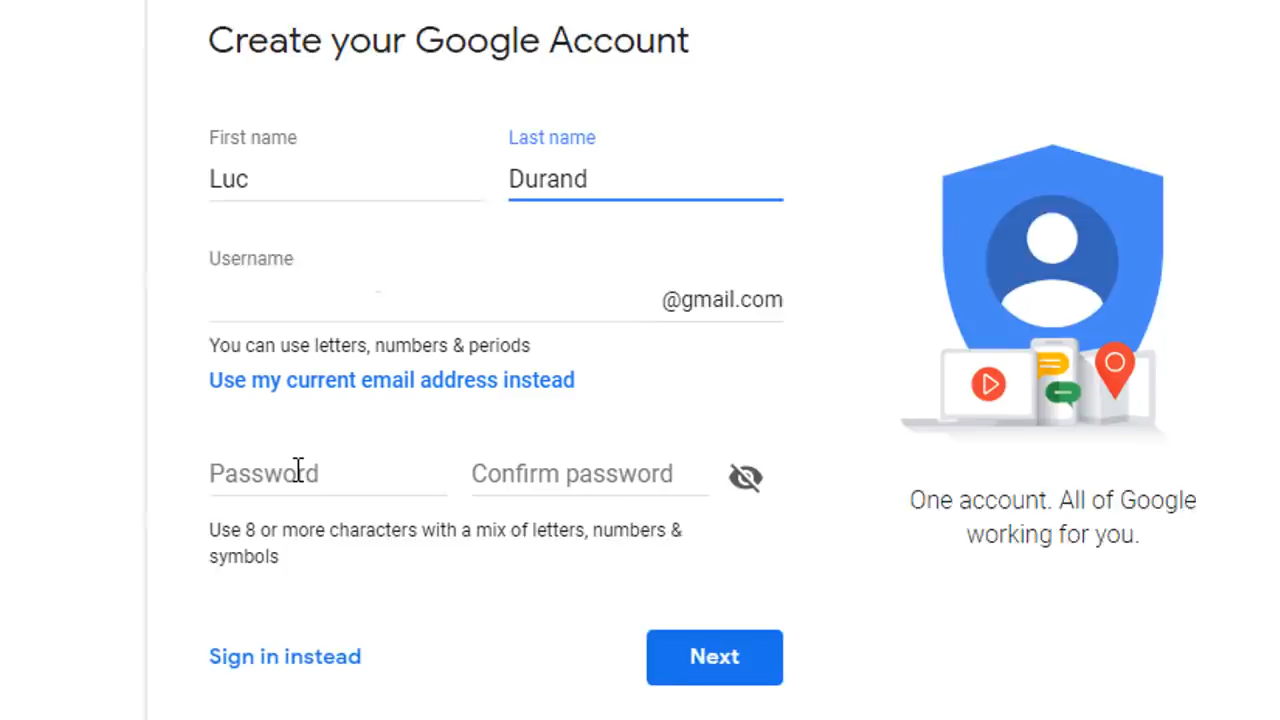 Create your Google Account
First name
Last name
Luc
Durand
Username
@gmail.com
You can use letters, numbers & periods
Use my current email address instead
Password
Confirm password
Use 8 or more characters with a mix of letters, numbers &
symbols
Sign in instead
Next
One account. All of Google
working for you.